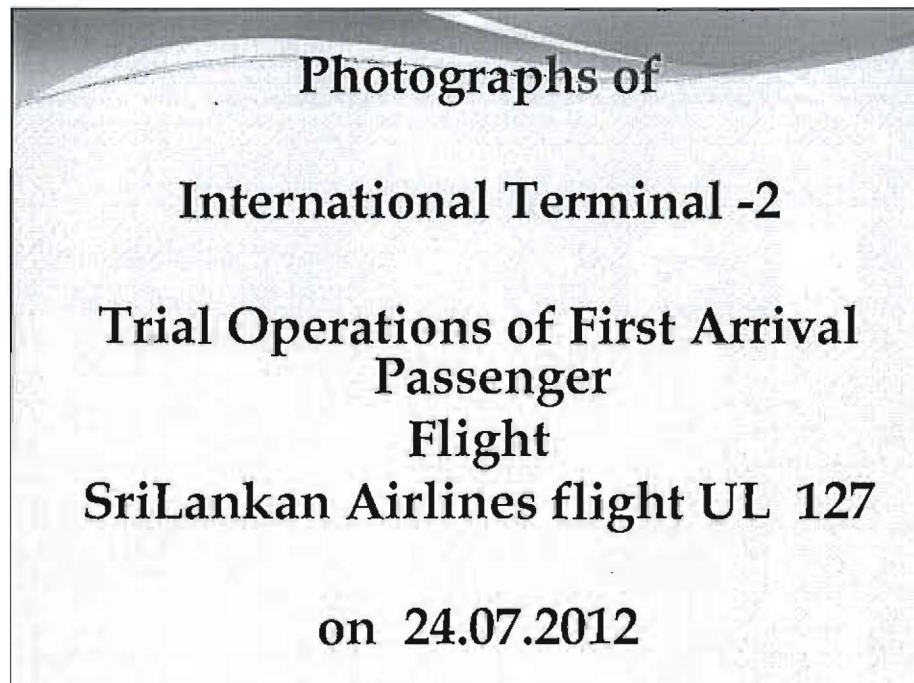 Photographs of
International Terminal -2
Trial Operations of First Arrival
Passenger
Flight
SriLankan Airlines flight UL 127
on 24.07.2012